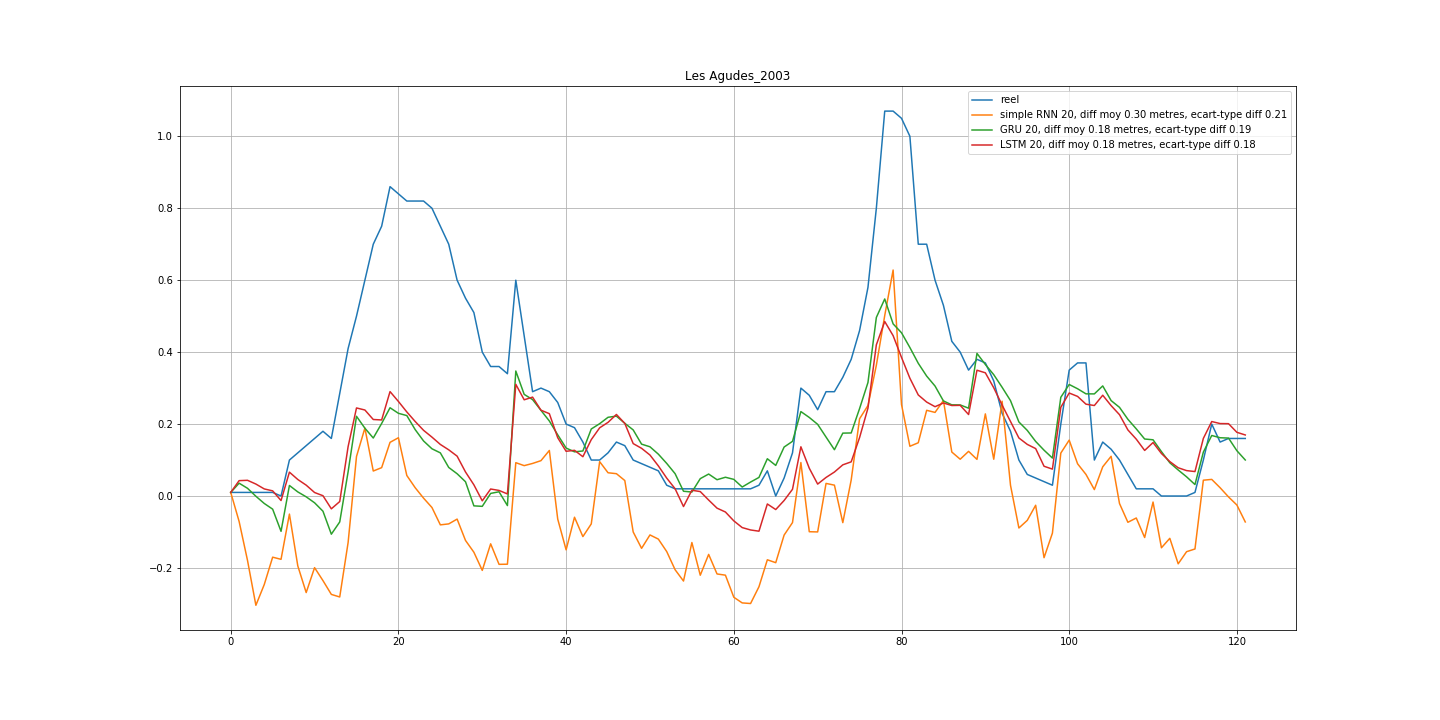 Les Agudes_2003
reel
simple RNN 20, diff moy 0.30 metres, ecart-type diff 0.21
GRU 20, diff moy 0.18 metres, ecart-type diff 0.19
LSTM 20, diff moy 0.18 metres, ecart-type diff 0.18
1.0
0.8
0.6
0.4
0.2
0.0
−0.2
0 20 40 60 80 100 120